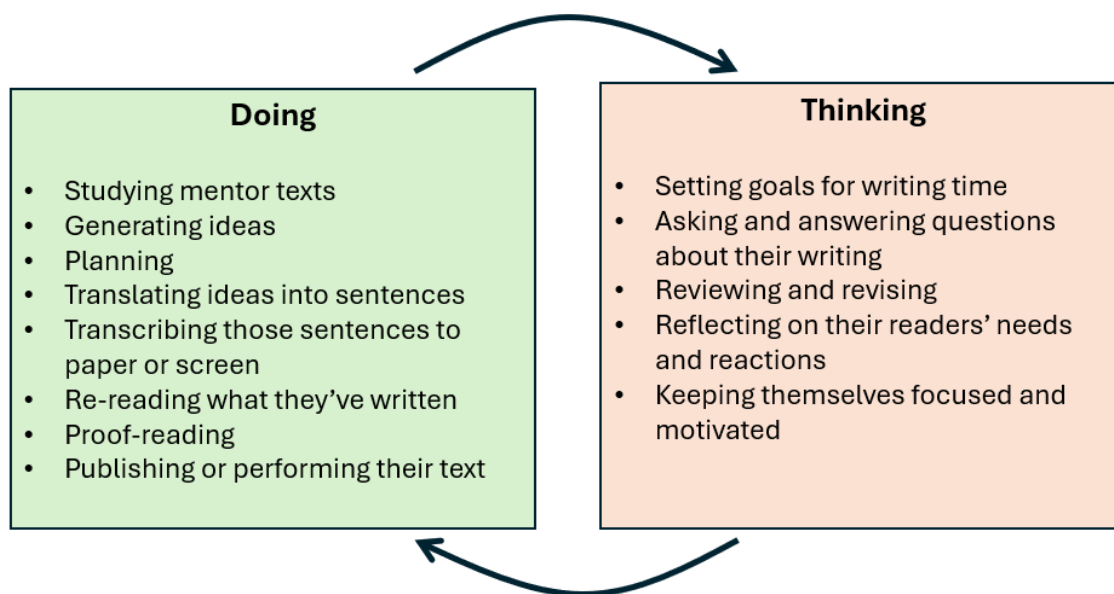 Doing
• Studying mentor texts
• Generating ideas
• Planning
• Translating ideas into sentences
• Transcribing those sentences to
paper or screen
• Re-reading what they've written
• Proof-reading
• Publishing or performing their text
Thinking
• Setting goals for writing time
• Asking and answering questions
about their writing
• Reviewing and revising
• Reflecting on their readers' needs
and reactions
• Keeping themselves focused and
motivated